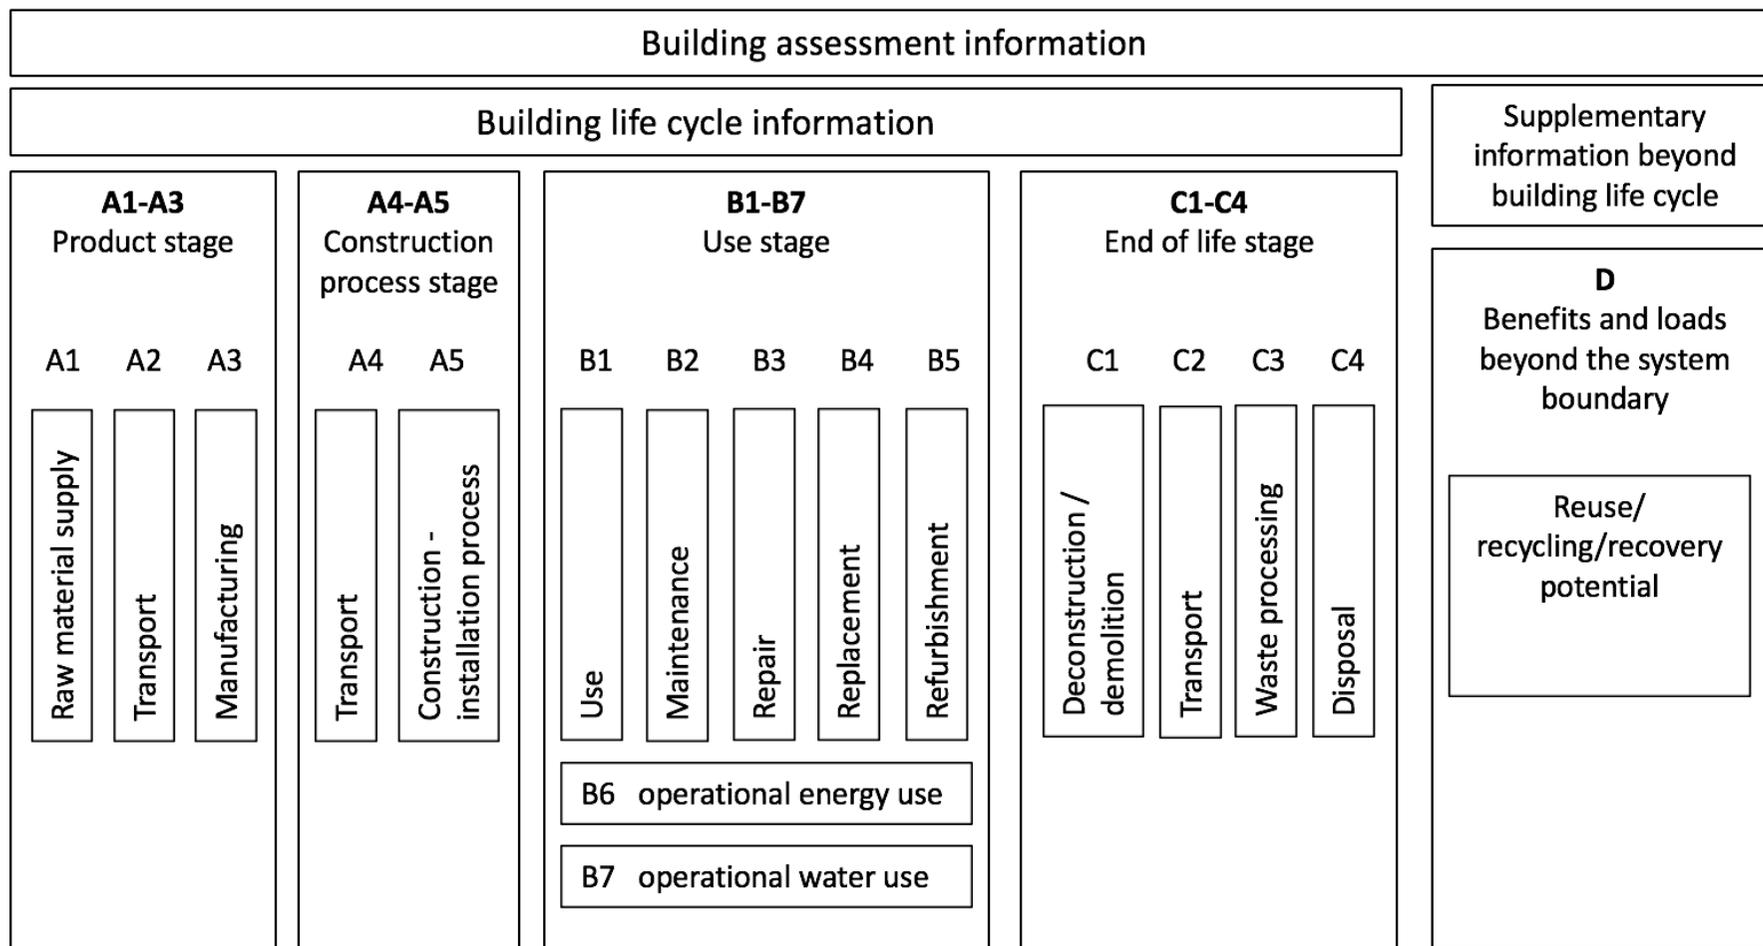 Building assessment information
Building life cycle information
Supplementary
information beyond
building life cycle
A1-A3
Product stage
A1 A2 A3
Raw material supply
Transport
Manufacturing
A4-A5
Construction
process stage
A4 A5
Transport
Construction -
installation process
B1-B7
Use stage
B1 B2 B3 B4 B5
Use
Maintenance
Repair
Replacement
Refurbishment
B6 operational energy use
B7 operational water use
C1-C4
End of life stage
C1 C2 C3 C4
Deconstruction /
demolition
Transport
Waste processing
Disposal
D
Benefits and loads
beyond the system
boundary
Reuse/
recycling/recovery
potential